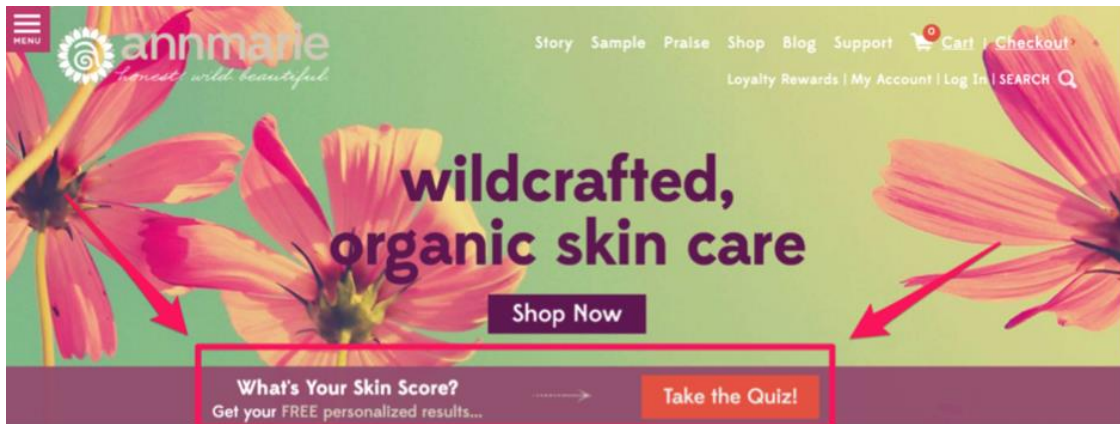 MENU
annmarie
honest. wild. beautiful.
Story Sample Praise Shop Blog Support 0 Cart | Checkout
Loyalty Rewards | My Account | Log In | SEARCH
wildcrafted,
organic skin care
Shop Now
What's Your Skin Score?
Get your FREE personalized results...
Take the Quiz!